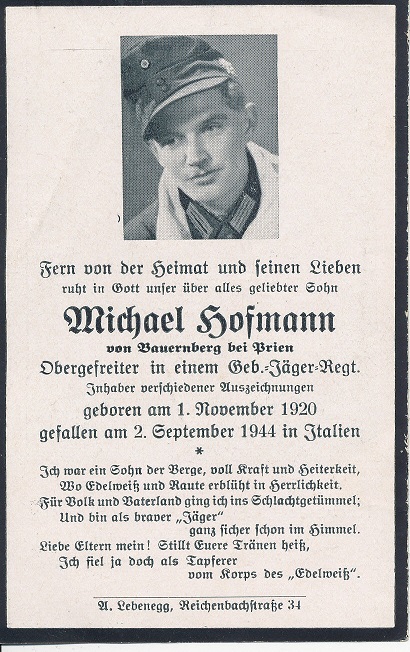 Fern von der Heimat und seinen Lieben
ruht in Gott unser über alles geliebter Sohn
Michael Hofmann
von Bauernberg bei Prien
Obergefreiter in einem Geb.-Jäger-Regt.
Inhaber verschiedener Auszeichnungen
geboren am 1. November 1920
gefallen am 2. September 1944 in Italien
*
Ich war ein Sohn der Berge, voll Kraft und Heiterkeit,
Wo Edelweiß und Raute erblüht in Herrlichkeit.
Für Volk und Vaterland ging ich ins Schlachtgetümmel;
Und bin als braver „Jäger"
ganz sicher schon im Himmel.
Liebe Eltern mein! Stillt Euere Tränen heiß,
Ich fiel ja doch als Tapferer
vom Korps des „Edelweiß".
A. Lebenegg, Reichenbachstraße 34